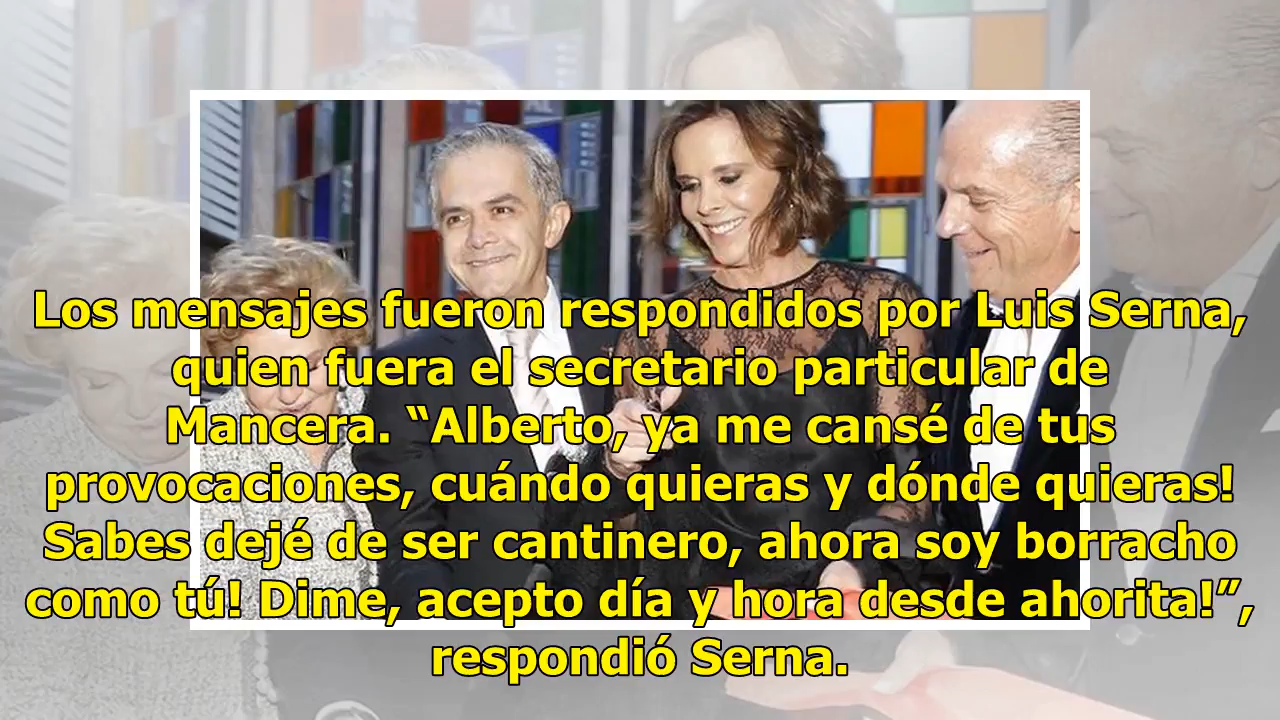 Los mensajes fueron respondidos por Luis Serna,
quien fuera el secretario particular de
Mancera. “Alberto, ya me cansé de tus
provocaciones, cuándo quieras y dónde quieras!
Sabes dejé de ser cantinero, ahora soy borracho
como tú! Dime, acepto día y hora desde ahorita!”,
respondió Serna.